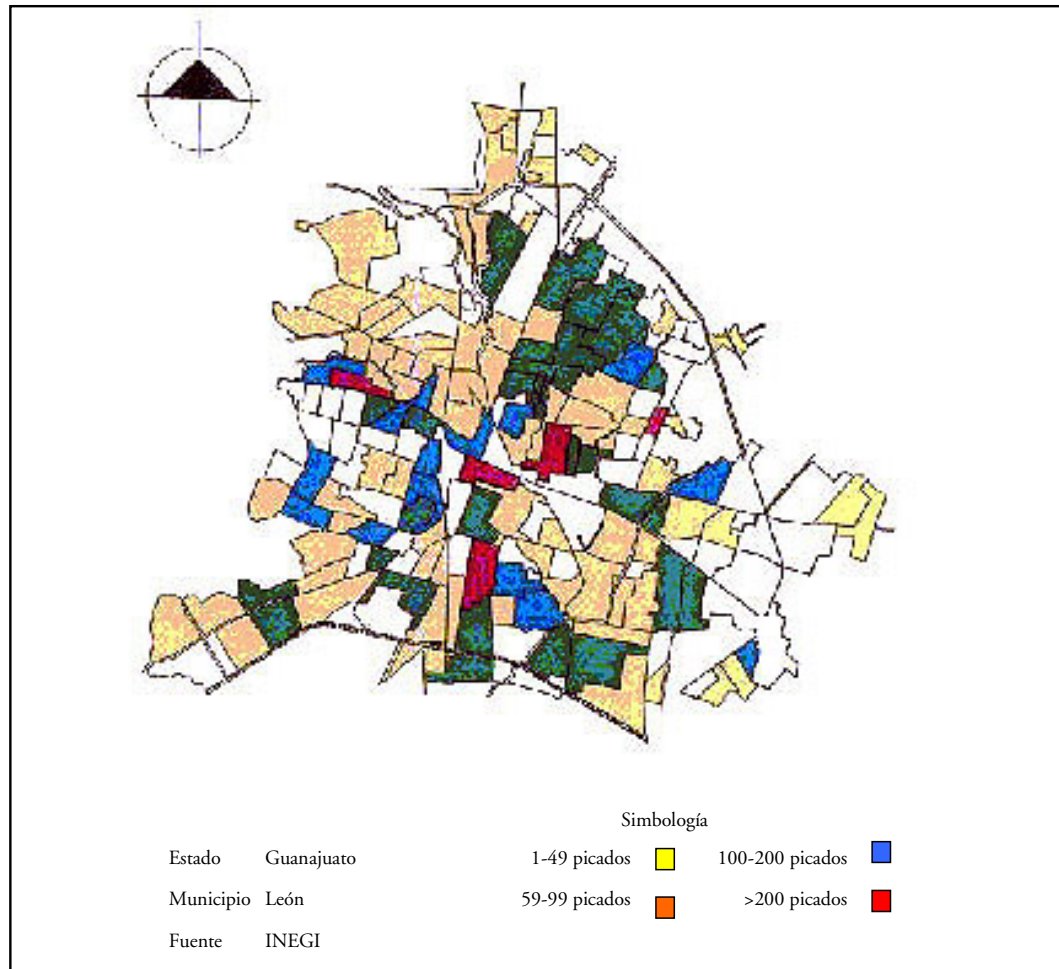 Simbología
Estado Guanajuato 1-49 picados 100-200 picados
Municipio León 59-99 picados >200 picados
Fuente INEGI